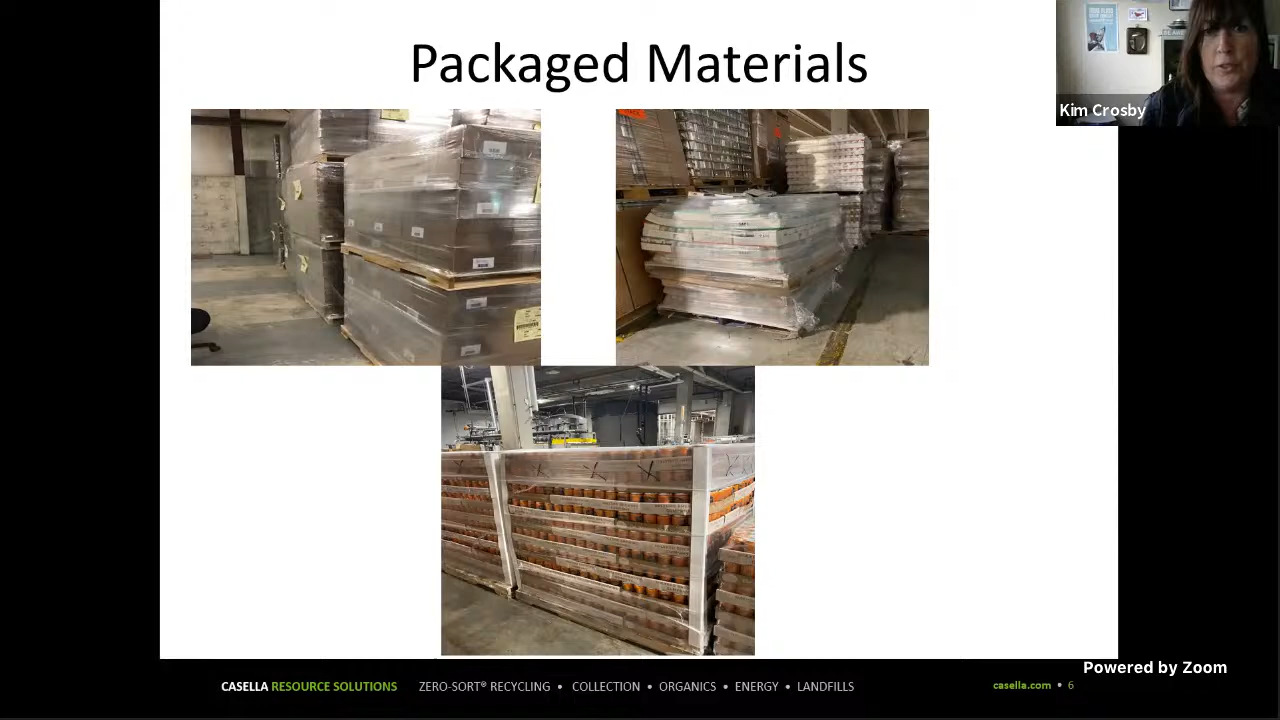 Packaged Materials
Kim Crosby
CASELLA RESOURCE SOLUTIONS ZERO-SORT® RECYCLING • COLLECTION • ORGANICS • ENERGY • LANDFILLS
casella.com • 6
Powered by Zoom